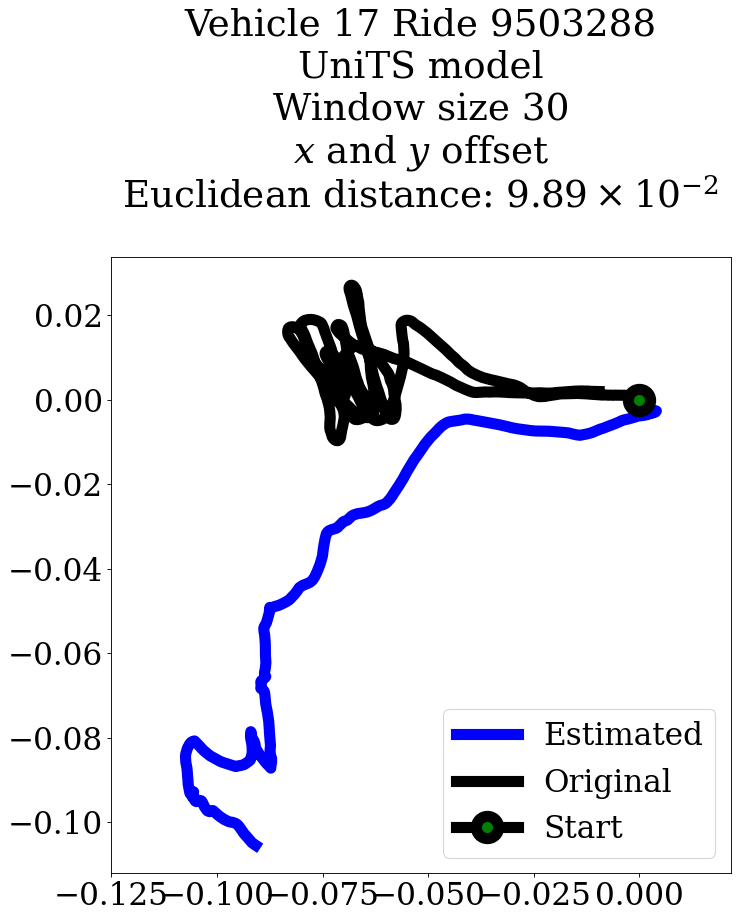 Vehicle 17 Ride 9503288
UniTS model
Window size 30
x and y offset
Euclidean distance: 9.89 × 10⁻²
0.02
0.00
−0.02
−0.04
−0.06
−0.08
−0.10
Estimated
Original
Start
−0.125 −0.100 −0.075 −0.050 −0.025 0.000